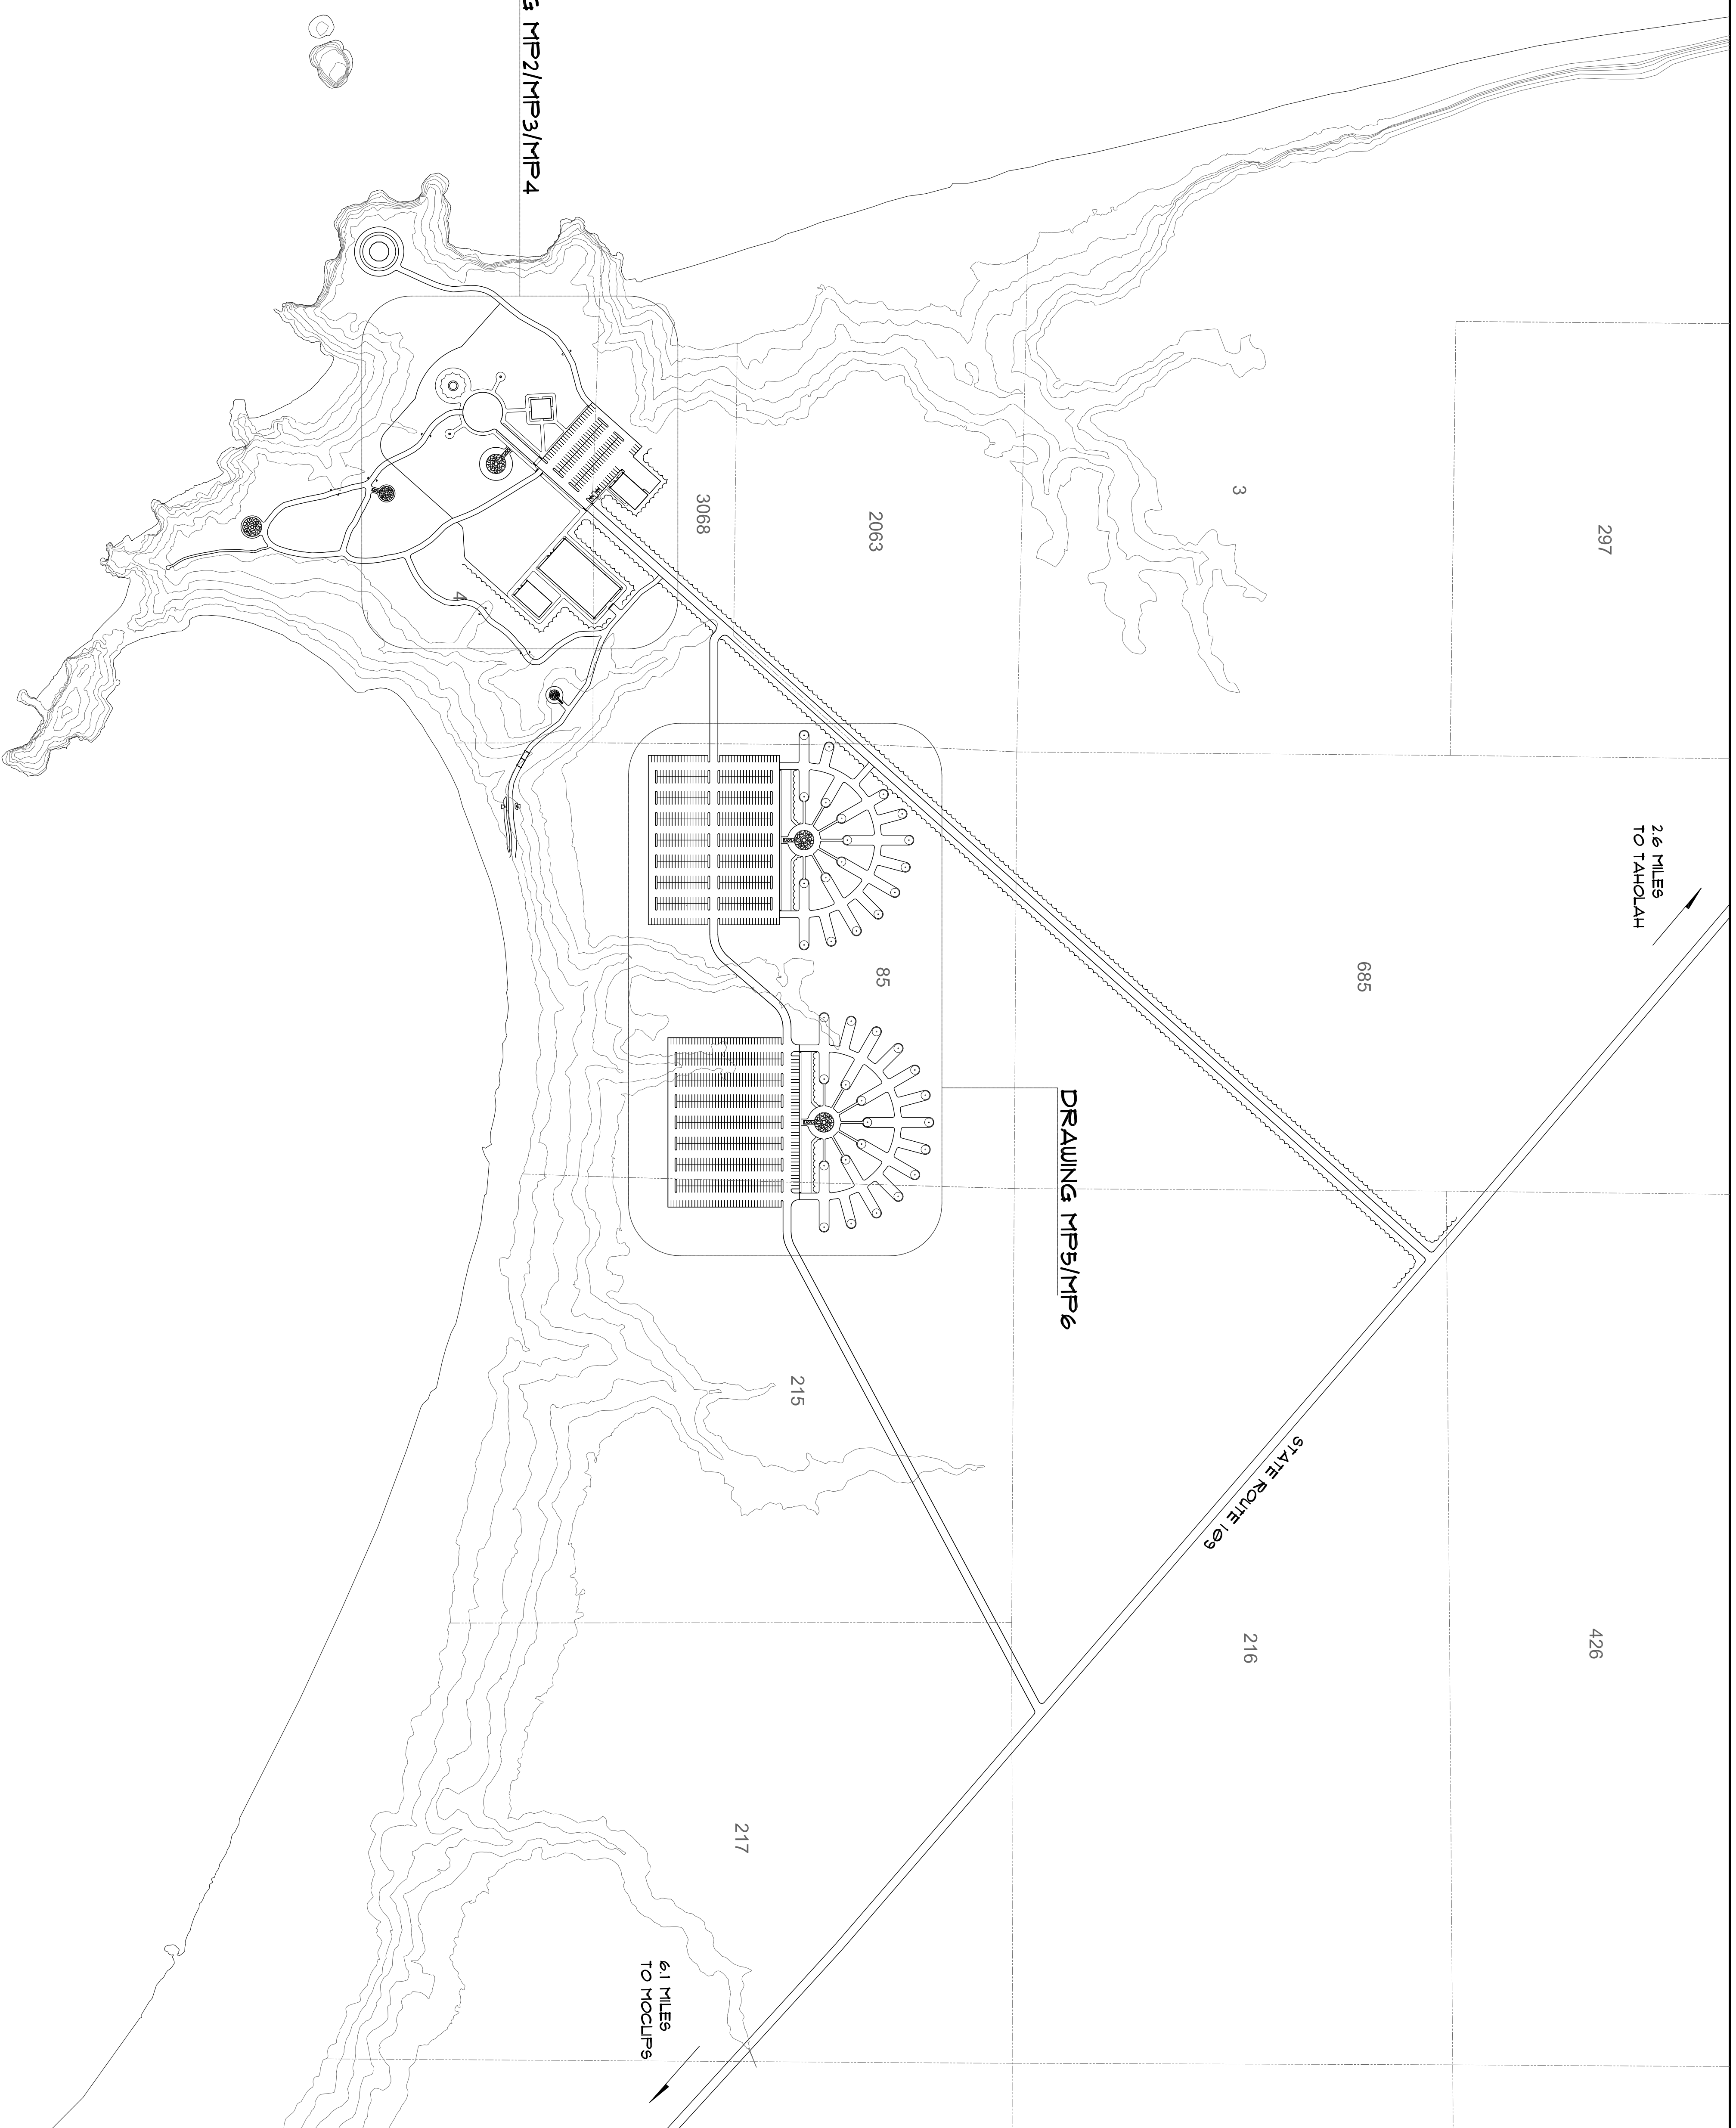 2.6 MILES
TO TAHOLAH
297
426
685
3
STATE ROUTE 109
216
DRAWING MP5/MP6
2063
85
215
217
3068
6.1 MILES
TO MOCLIPS
G MP2/MP3/MP4
4